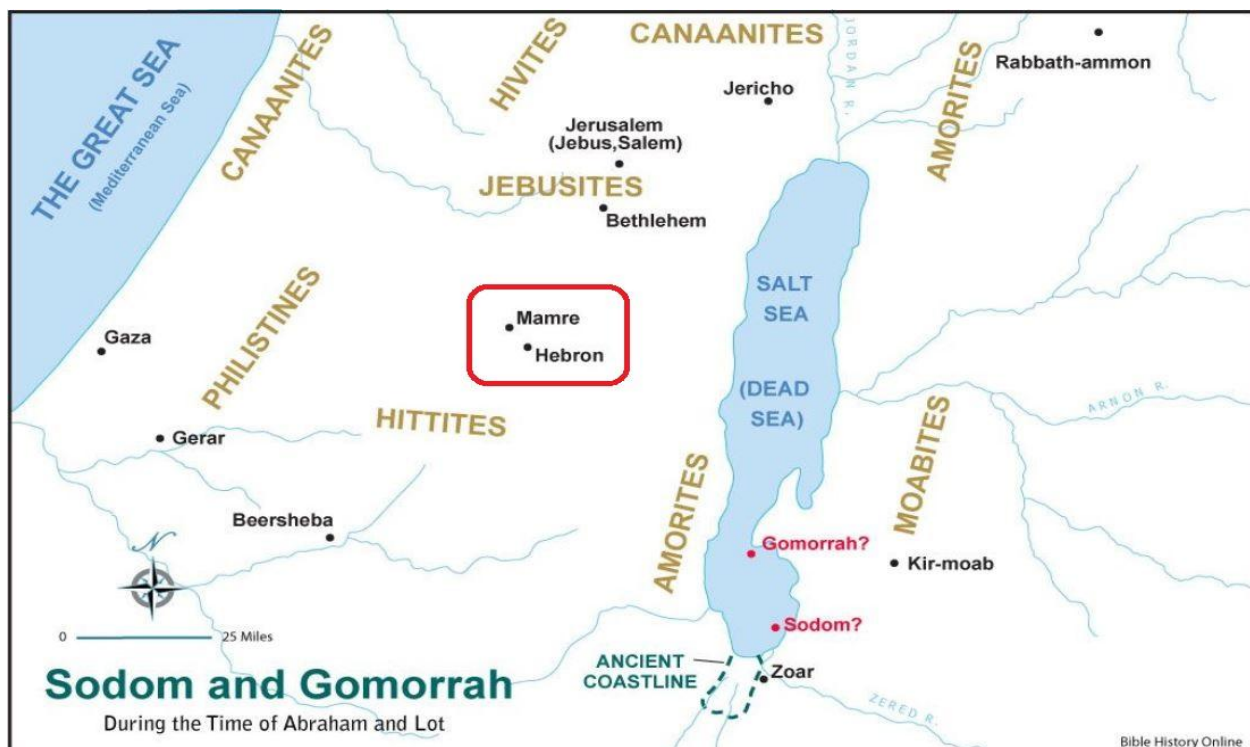 THE GREAT SEA
(Mediterranean Sea)
CANAANITES
HIVITES
CANAANITES
JORDAN R.
AMORITES
Rabbath-ammon
Jericho
Jerusalem
(Jebus,Salem)
JEBUSITES
Bethlehem
SALT
SEA
(DEAD
SEA)
Mamre
Hebron
Gaza
PHILISTINES
HITTITES
Gerar
Beersheba
AMORITES
MOABITES
ARNON R.
Gomorrah?
Kir-moab
Sodom?
N
0 25 Miles
ANCIENT
COASTLINE
Zoar
ZERED R.
Sodom and Gomorrah
During the Time of Abraham and Lot
Bible History Online